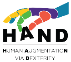 HAND
HUMAN AUGMENTATION
VIA DEXTERITY